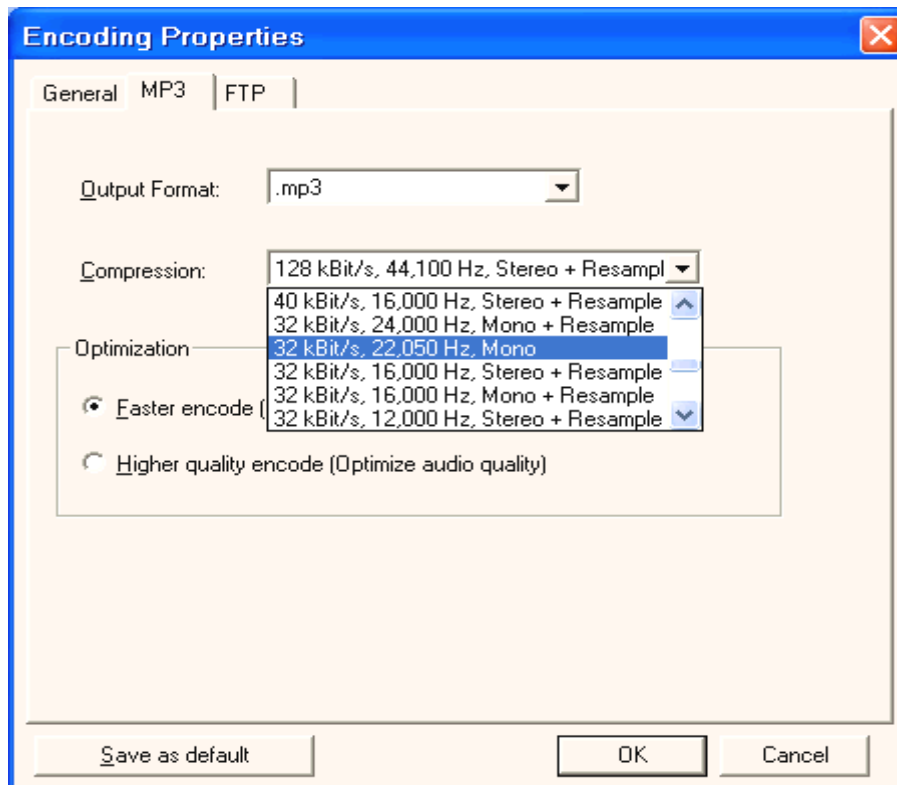 Encoding Properties
General MP3 FTP
Output Format: .mp3
Compression: 128 kBit/s, 44,100 Hz, Stereo + Resampl
40 kBit/s, 16,000 Hz, Stereo + Resample
32 kBit/s, 24,000 Hz, Mono + Resample
32 kBit/s, 22,050 Hz, Mono
32 kBit/s, 16,000 Hz, Stereo + Resample
32 kBit/s, 16,000 Hz, Mono + Resample
32 kBit/s, 12,000 Hz, Stereo + Resample
Optimization
Faster encode (
Higher quality encode (Optimize audio quality)
Save as default OK Cancel